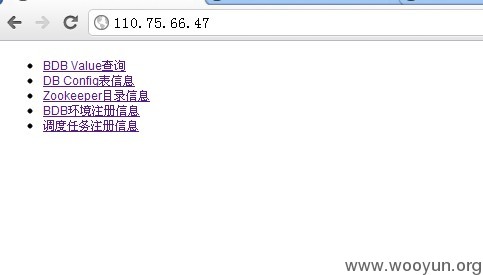 110.75.66.47
BDB Value查询
DB Config表信息
Zookeeper目录信息
BDB环境注册信息
调度任务注册信息
www.wooyun.org